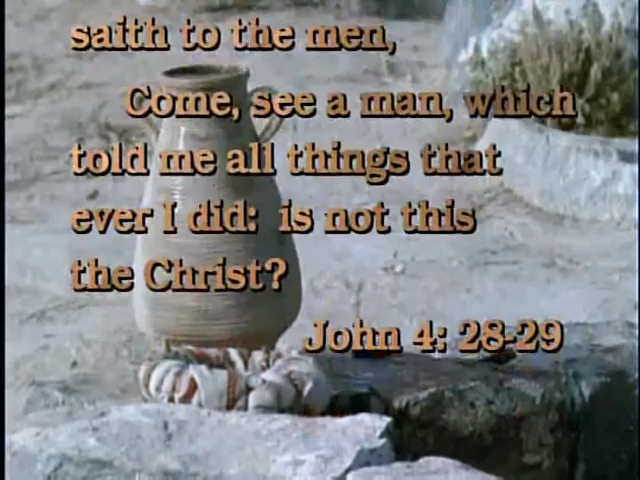 saith to the men,
Come, see a man, which
told me all things that
ever I did: is not this
the Christ?
John 4: 28-29